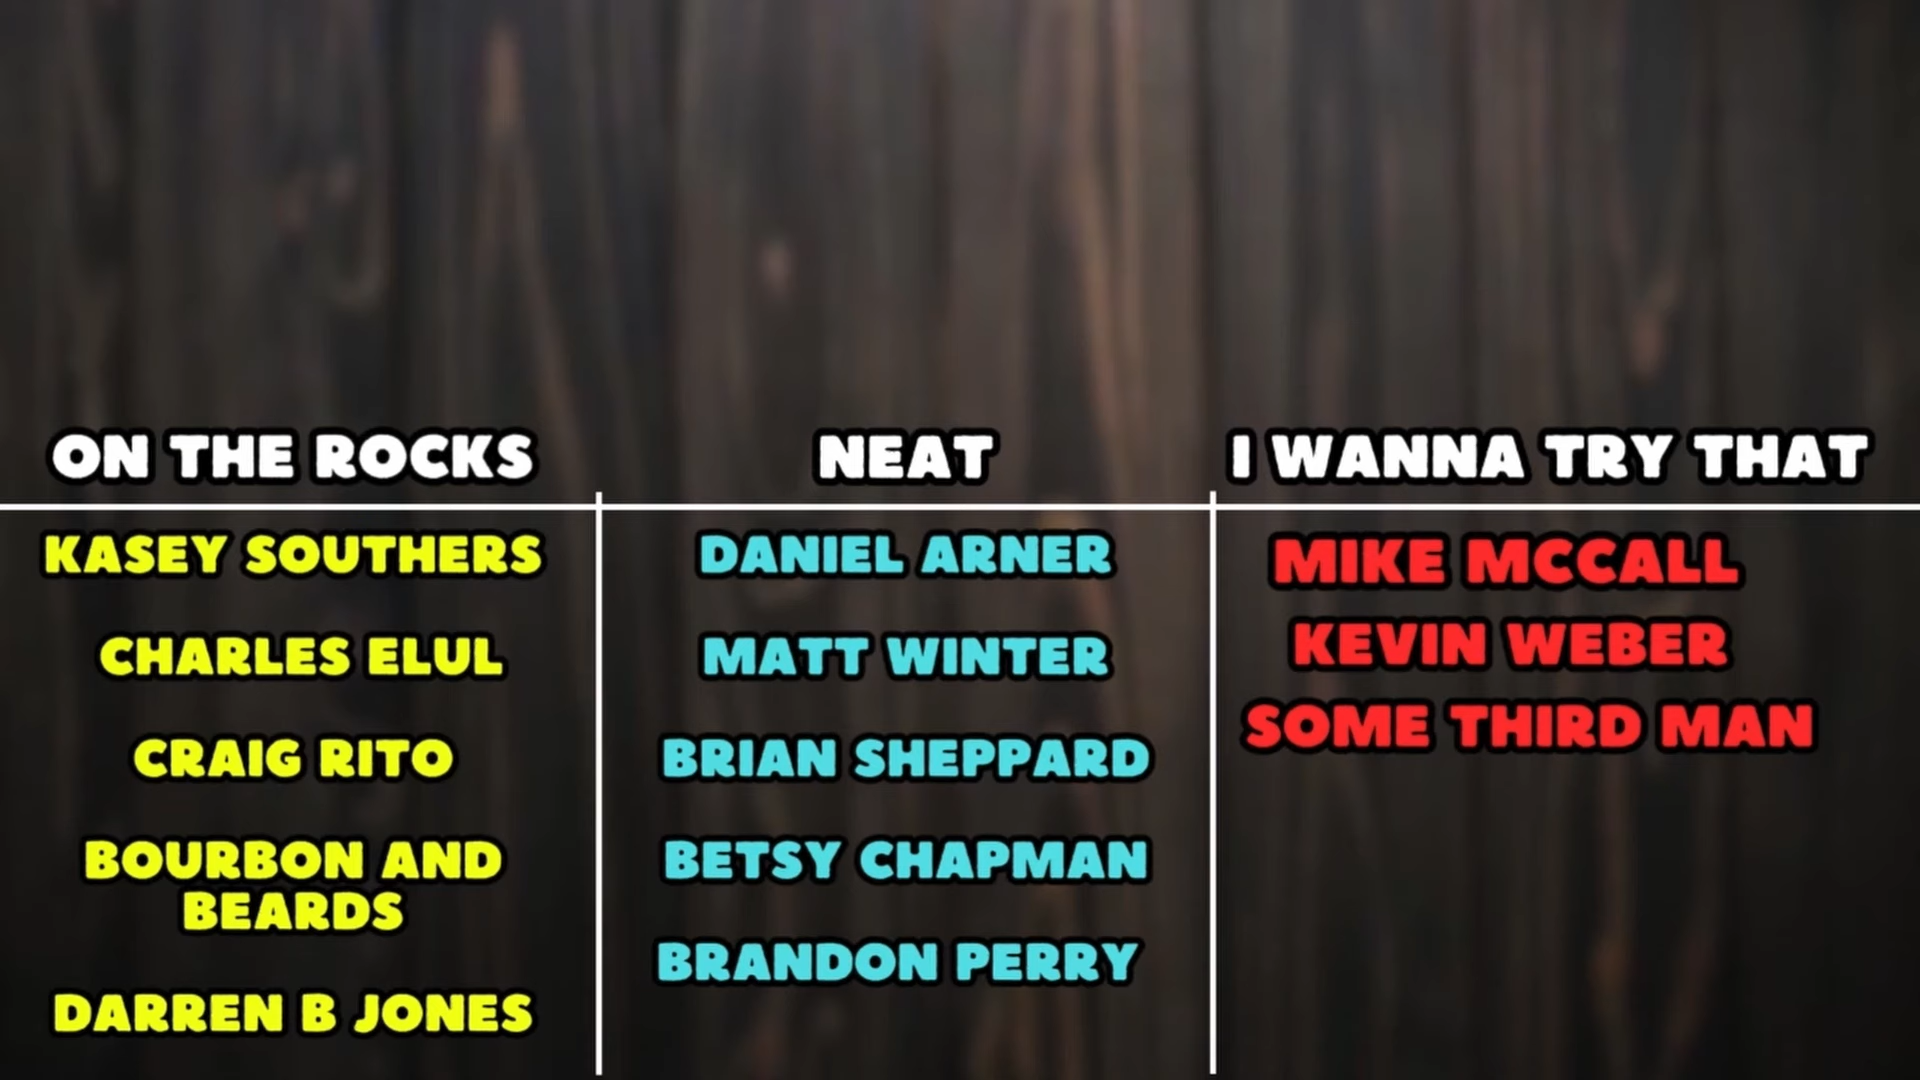 ON THE ROCKS
NEAT
I WANNA TRY THAT
KASEY SOUTHERS
CHARLES ELUL
CRAIG RITO
BOURBON AND
BEARDS
DARREN B JONES
DANIEL ARNER
MATT WINTER
BRIAN SHEPPARD
BETSY CHAPMAN
BRANDON PERRY
MIKE MCCALL
KEVIN WEBER
SOME THIRD MAN